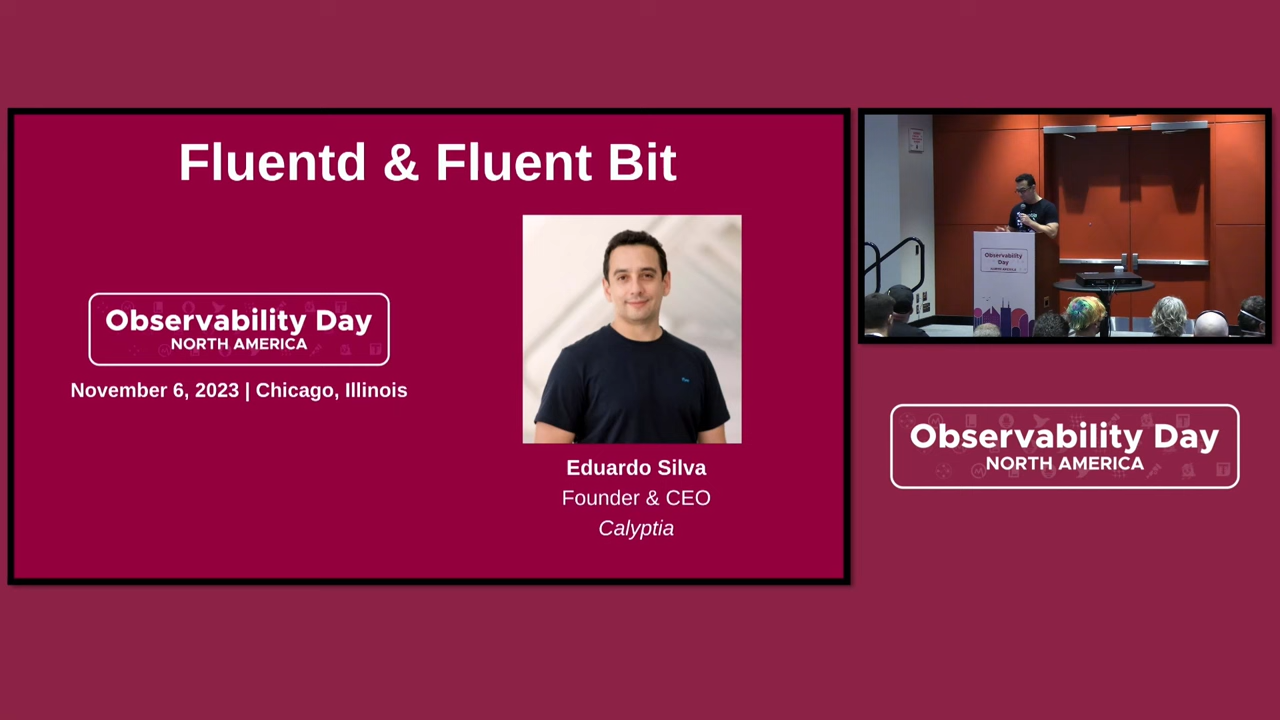 Fluentd & Fluent Bit
Observability Day
NORTH AMERICA
November 6, 2023 | Chicago, Illinois
Eduardo Silva
Founder & CEO
Calyptia
Observability
Day
Observability Day
NORTH AMERICA